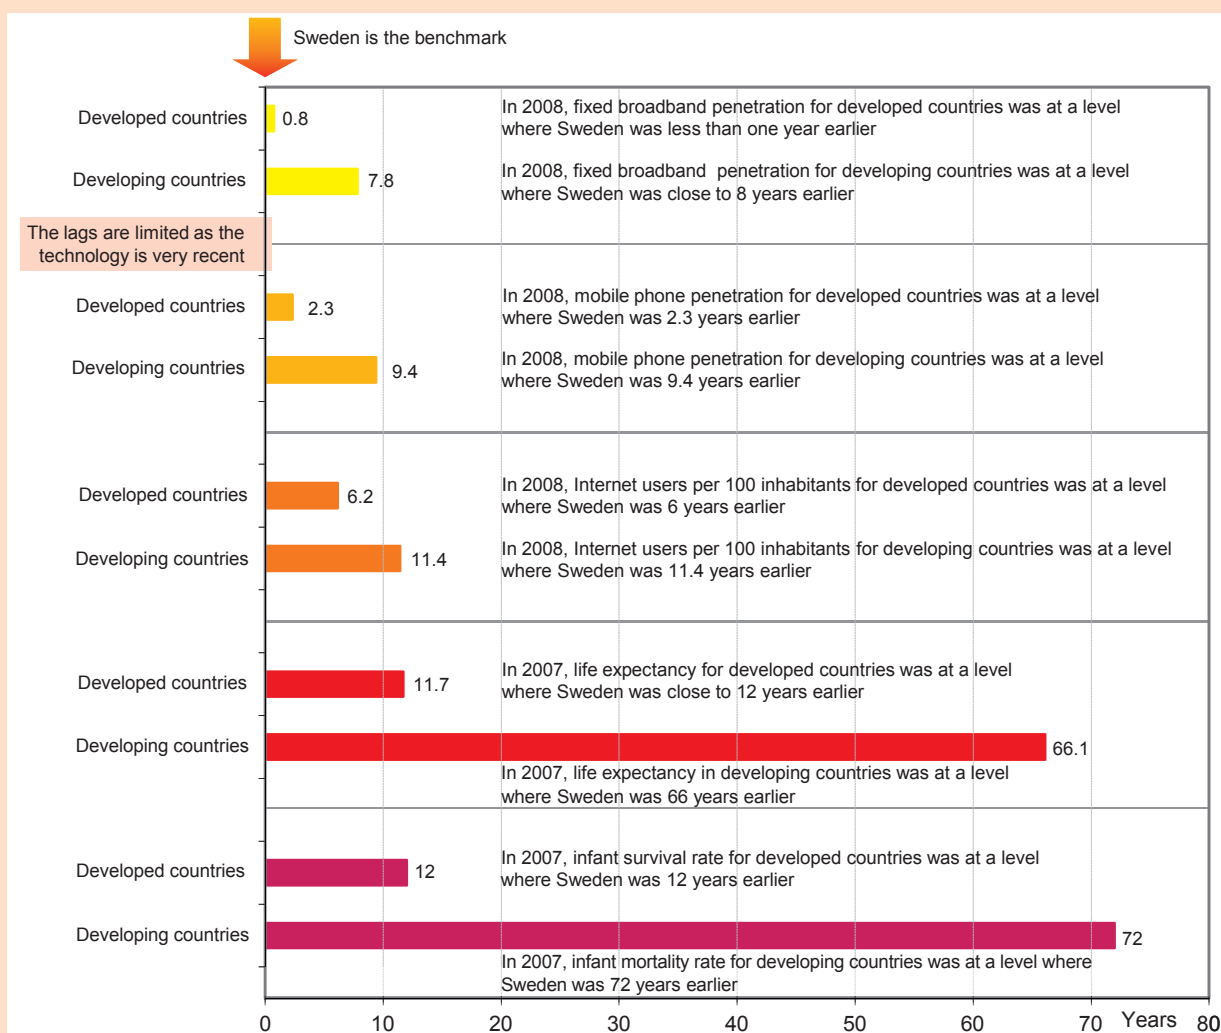 Sweden is the benchmark
Developed countries
0.8
In 2008, fixed broadband penetration for developed countries was at a level
where Sweden was less than one year earlier
Developing countries
7.8
In 2008, fixed broadband penetration for developing countries was at a level
where Sweden was close to 8 years earlier
The lags are limited as the
technology is very recent
Developed countries
2.3
In 2008, mobile phone penetration for developed countries was at a level
where Sweden was 2.3 years earlier
Developing countries
9.4
In 2008, mobile phone penetration for developing countries was at a level
where Sweden was 9.4 years earlier
Developed countries
6.2
In 2008, Internet users per 100 inhabitants for developed countries was at a level
where Sweden was 6 years earlier
Developing countries
11.4
In 2008, Internet users per 100 inhabitants for developing countries was at a level
where Sweden was 11.4 years earlier
Developed countries
11.7
In 2007, life expectancy for developed countries was at a level
where Sweden was close to 12 years earlier
Developing countries
66.1
In 2007, life expectancy in developing countries was at a level
where Sweden was 66 years earlier
Developed countries
12
In 2007, infant survival rate for developed countries was at a level
where Sweden was 12 years earlier
Developing countries
72
In 2007, infant mortality rate for developing countries was at a level where
Sweden was 72 years earlier
0 10 20 30 40 50 60 70 Years 80